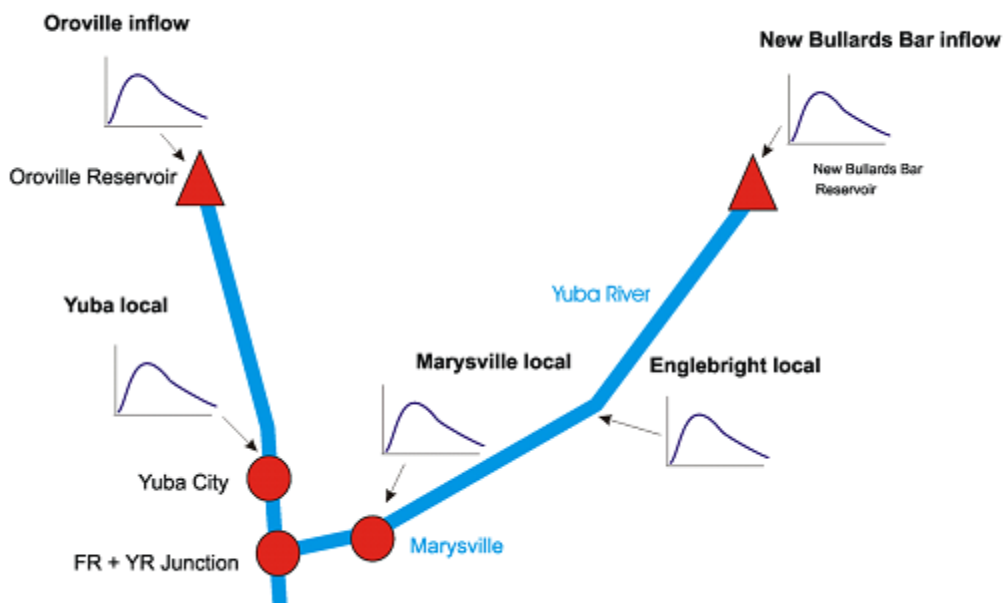 Oroville inflow
New Bullards Bar inflow
Oroville Reservoir
New Bullards Bar
Reservoir
Yuba River
Yuba local
Marysville local
Englebright local
Yuba City
Marysville
FR + YR Junction